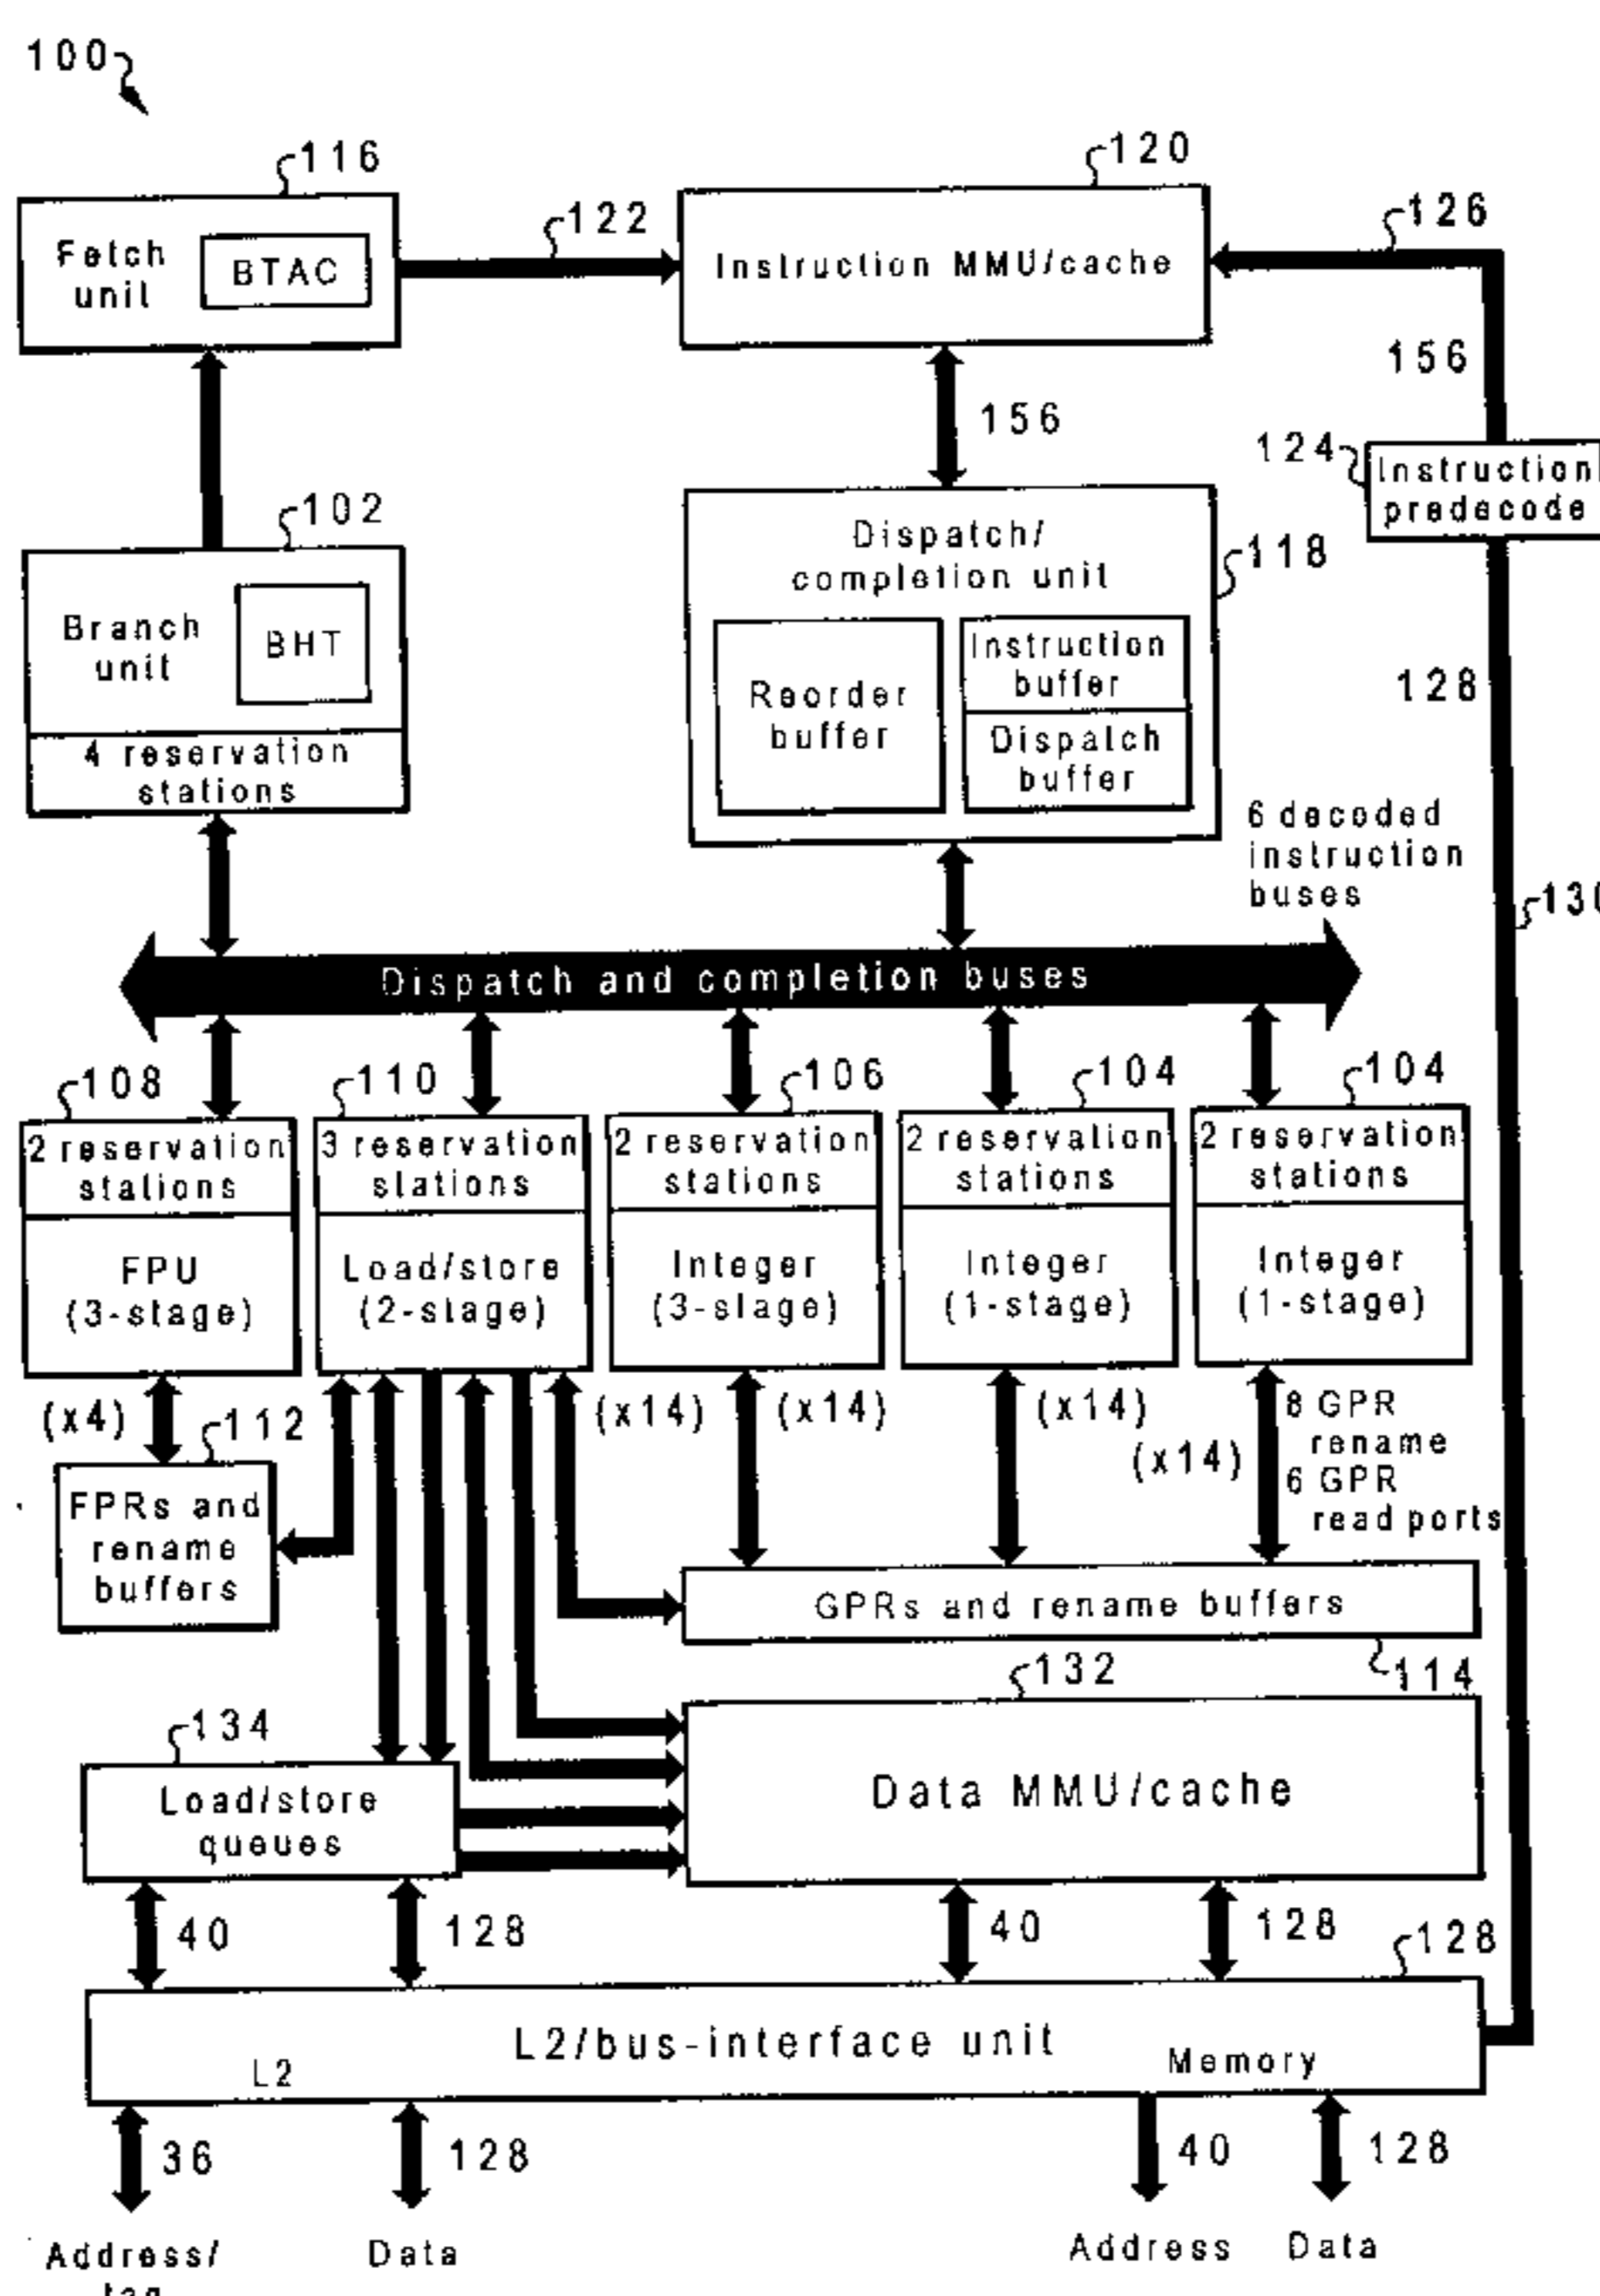 100
116
120
122
126
Fetch
unit
BTAC
Instruction MMU/cache
156
156
124
Instruction
predecode
102
Dispatch/
completion unit
118
Branch
unit
BHT
Reorder
buffer
Instruction
buffer
Dispatch
buffer
128
4 reservation
stations
6 decoded
instruction
buses
130
Dispatch and completion buses
108
110
106
104
104
2 reservation
stations
3 reservation
stations
2 reservation
stations
2 reservation
stations
2 reservation
stations
FPU
(3-stage)
Load/store
(2-stage)
Integer
(3-stage)
Integer
(1-stage)
Integer
(1-stage)
(x4)
112
(x14)
(x14)
(x14)
(x14)
8 GPR
rename
6 GPR
read ports
FPRs and
rename
buffers
GPRs and rename buffers
114
132
134
Load/store
queues
Data MMU/cache
40
128
40
128
128
L2/bus-interface unit
L2
Memory
36
128
40
128
Address/
tag
Data
Address
Data